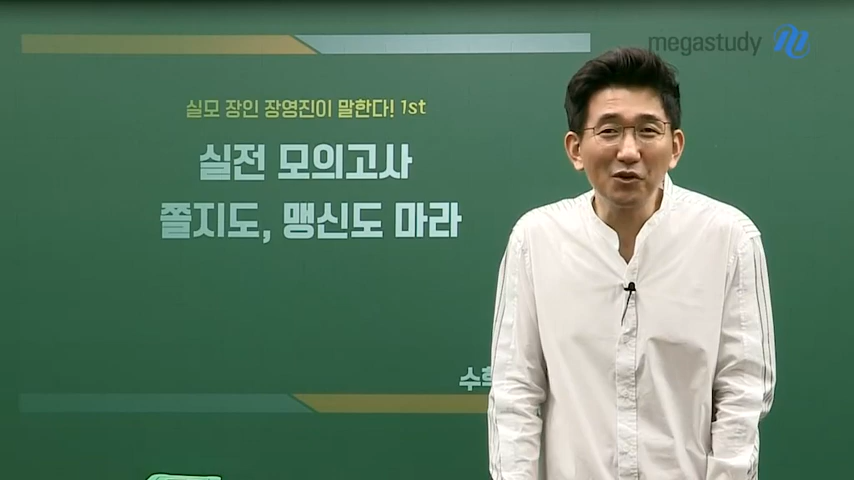 megastudy
실모 장인 장영진이 말한다! 1st
실전 모의고사
쫄지도, 맹신도 마라